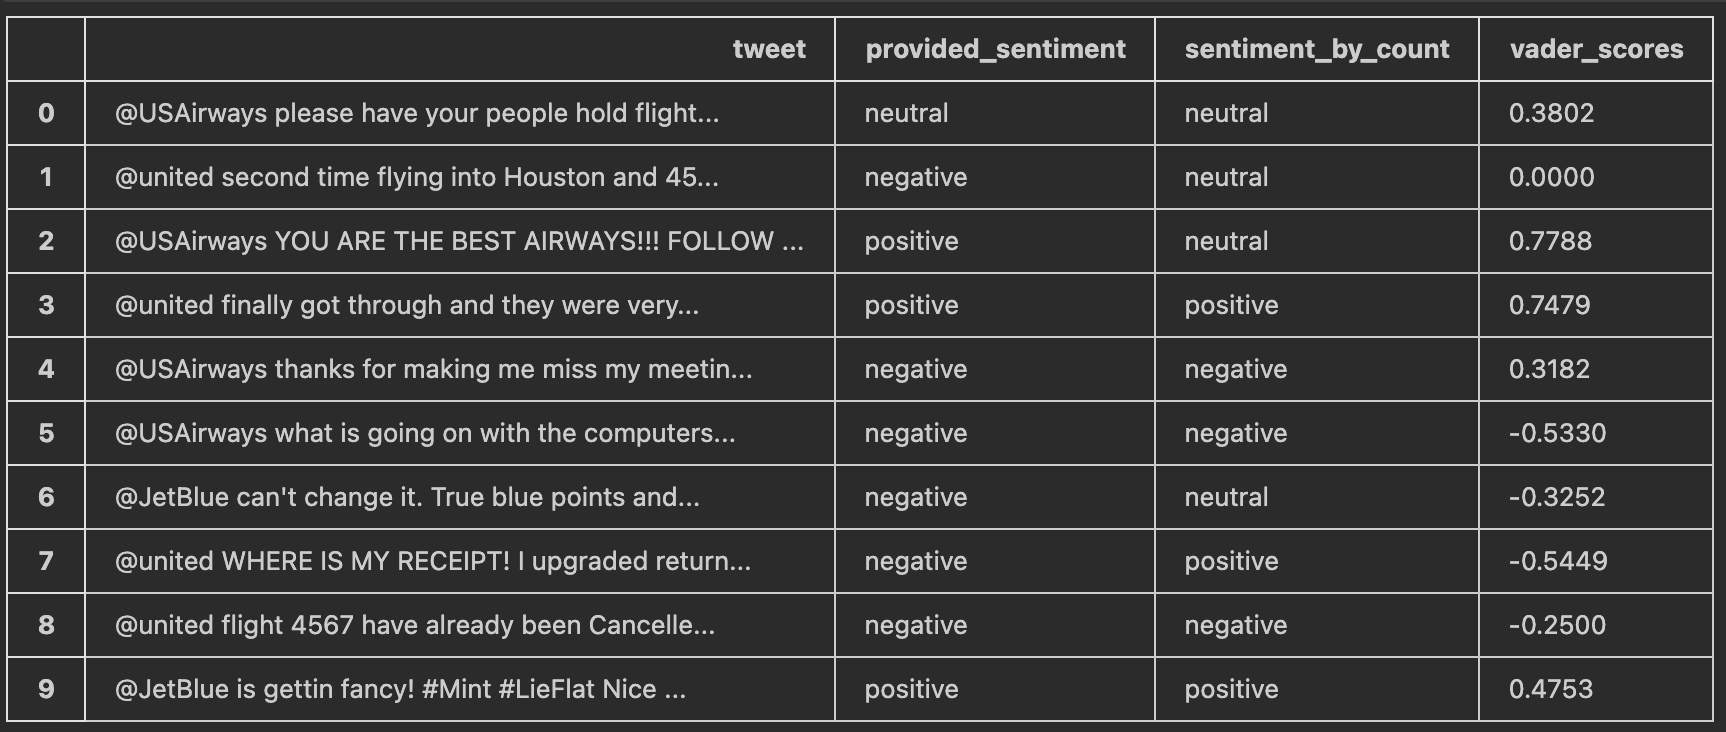 tweet provided_sentiment sentiment_by_count vader_scores
0 @USAirways please have your people hold flight... neutral neutral 0.3802
1 @united second time flying into Houston and 45... negative neutral 0.0000
2 @USAirways YOU ARE THE BEST AIRWAYS!!! FOLLOW ... positive neutral 0.7788
3 @united finally got through and they were very... positive positive 0.7479
4 @USAirways thanks for making me miss my meetin... negative negative 0.3182
5 @USAirways what is going on with the computers... negative negative -0.5330
6 @JetBlue can't change it. True blue points and... negative neutral -0.3252
7 @united WHERE IS MY RECEIPT! I upgraded return... negative positive -0.5449
8 @united flight 4567 have already been Cancelle... negative negative -0.2500
9 @JetBlue is gettin fancy! #Mint #LieFlat Nice ... positive positive 0.4753